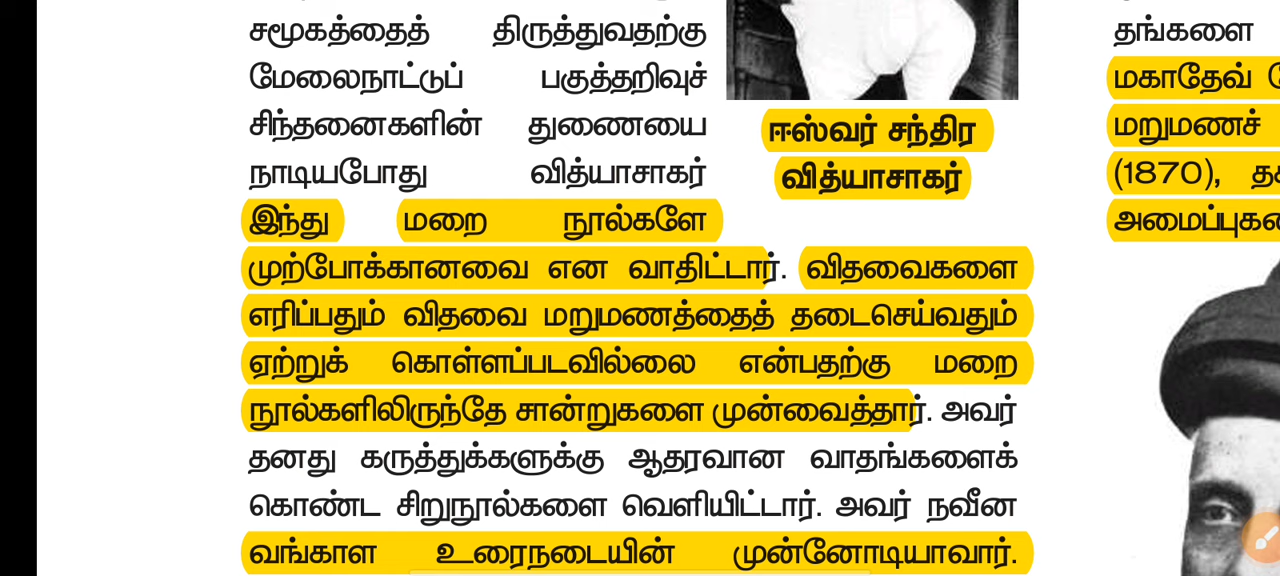 சமூகத்தைத் திருத்துவதற்கு
மேலைநாட்டுப் பகுத்தறிவுச்
சிந்தனைகளின் துணையை
நாடியபோது வித்யாசாகர்
இந்து மறை நூல்களே
முற்போக்கானவை என வாதிட்டார். விதவைகளை
எரிப்பதும் விதவை மறுமணத்தைத் தடைசெய்வதும்
ஏற்றுக் கொள்ளப்படவில்லை என்பதற்கு மறை
நூல்களிலிருந்தே சான்றுகளை முன்வைத்தார். அவர்
தனது கருத்துக்களுக்கு ஆதரவான வாதங்களைக்
கொண்ட சிறுநூல்களை வெளியிட்டார். அவர் நவீன
வங்காள உரைநடையின் முன்னோடியாவார்.
ஈஸ்வர் சந்திர
வித்யாசாகர்
தங்களை
மகாதேவ்
மறுமணச்
(1870),